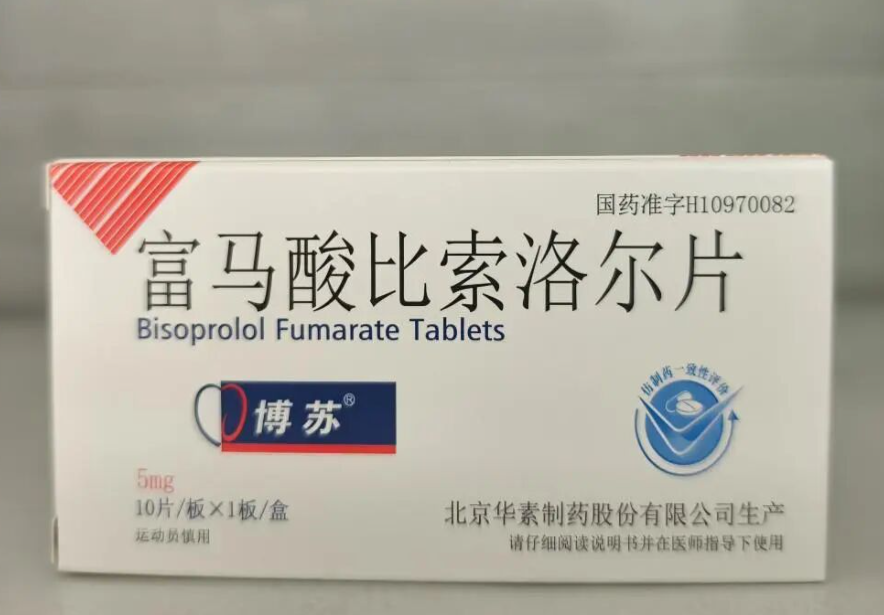 国药准字H10970082
富马酸比索洛尔片
Bisoprolol Fumarate Tablets
仿制药一致性评价
博苏®
5mg
10片/板×1板/盒
运动员慎用
北京华素制药股份有限公司生产
请仔细阅读说明书并在医师指导下使用